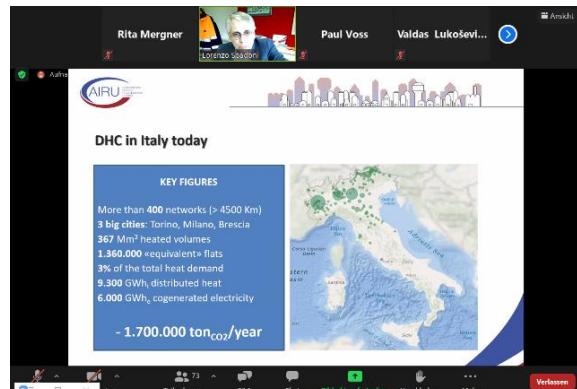 Ansicht
Rita Mergner
Paul Voss
Valdas Lukoševi...
Lorenzo Spadoni
AIRU
DHC in Italy today
KEY FIGURES
More than 400 networks (> 4500 Km)
3 big cities: Torino, Milano, Brescia
367 Mm³ heated volumes
1.360.000 «equivalent» flats
3% of the total heat demand
9.300 GWhₜ distributed heat
6.000 GWhₑ cogenerated electricity
- 1.700.000 ton_CO2/year
Adriatic Sea
73
Verlassen